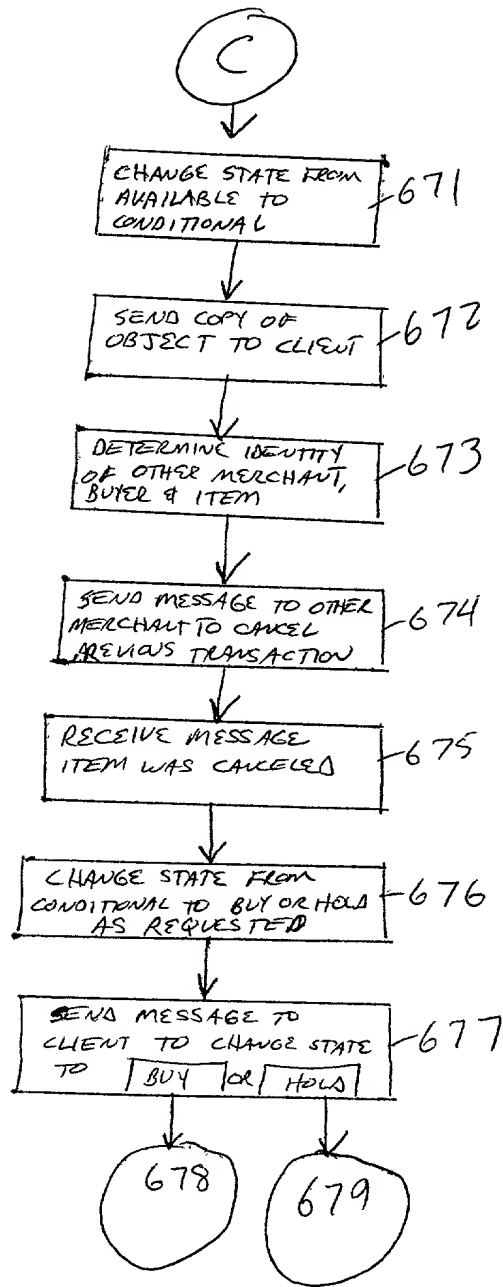 C
CHANGE STATE FROM
AVAILABLE TO
CONDITIONAL
671
SEND COPY OF
OBJECT TO CLIENT
672
DETERMINE IDENTITY
OF OTHER MERCHANT,
BUYER & ITEM
673
SEND MESSAGE TO OTHER
MERCHANT TO CANCEL
PREVIOUS TRANSACTION
674
RECEIVE MESSAGE
ITEM WAS CANCELED
675
CHANGE STATE FROM
CONDITIONAL TO BUY OR HOLD
AS REQUESTED
676
SEND MESSAGE TO
CLIENT TO CHANGE STATE
TO BUY OR HOLD
677
678
679